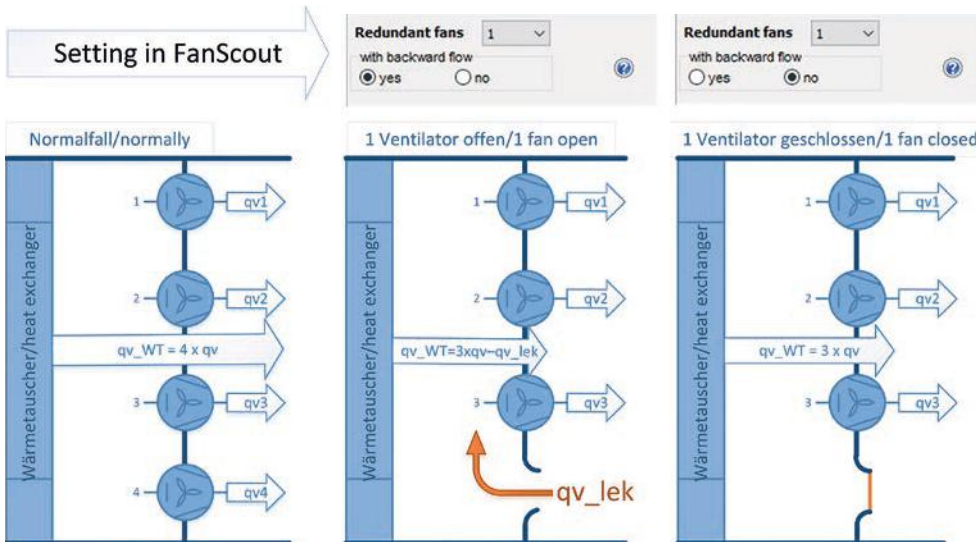 Setting in FanScout
Redundant fans 1
with backward flow
yes no
Redundant fans 1
with backward flow
yes no
Normalfall/normally
Wärmetauscher/heat exchanger
1 qv1
2 qv2
qv_WT = 4 x qv
3 qv3
4 qv4
1 Ventilator offen/1 fan open
Wärmetauscher/heat exchanger
1 qv1
2 qv2
qv_WT=3xqv–qv_lek
3 qv3
qv_lek
1 Ventilator geschlossen/1 fan closed
Wärmetauscher/heat exchanger
1 qv1
2 qv2
qv_WT = 3 x qv
3 qv3